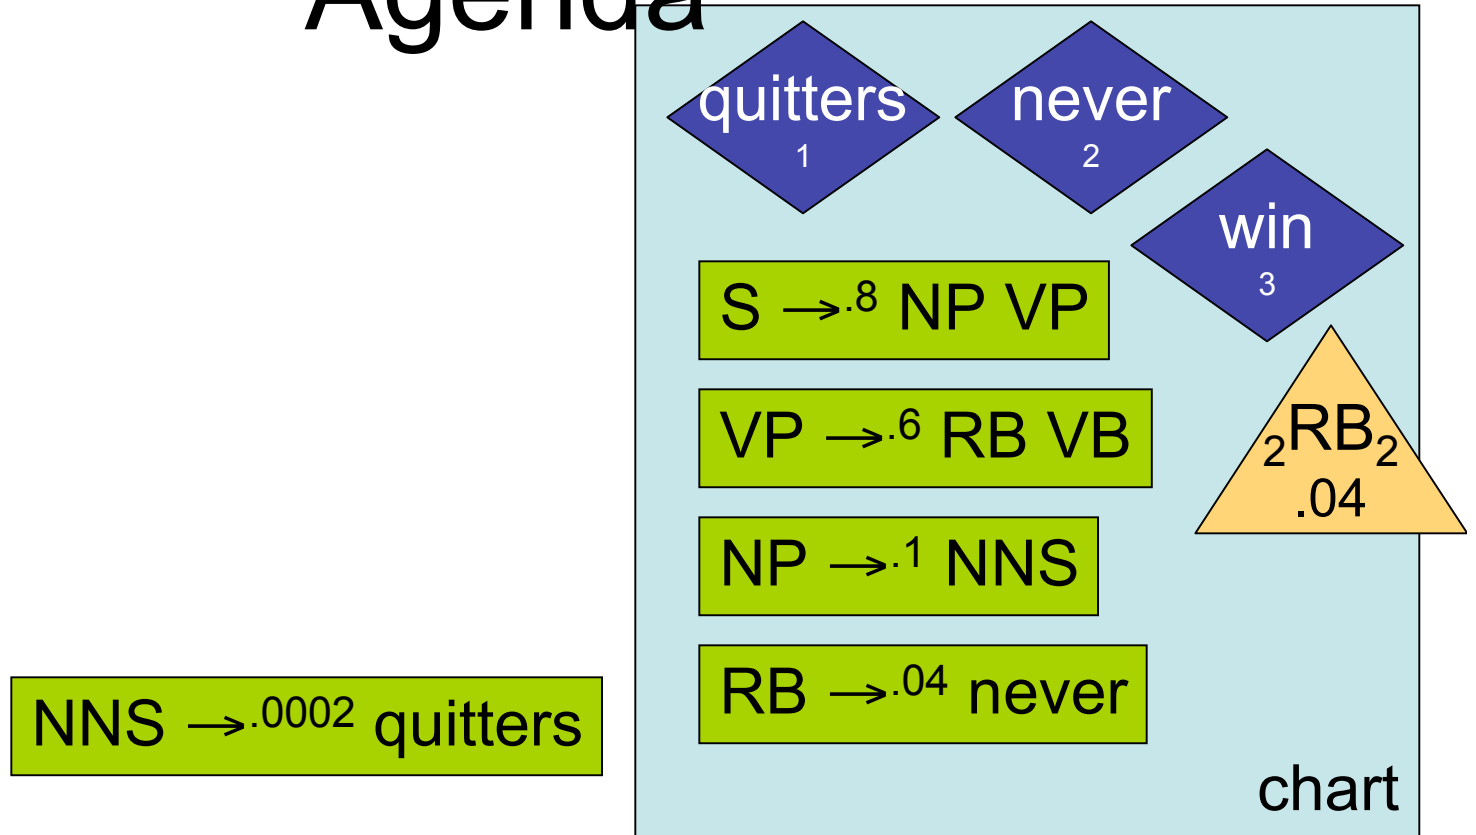 Agenda
quitters
1
never
2
win
3
S →.8 NP VP
VP →.6 RB VB
2RB2
.04
NP →.1 NNS
RB →.04 never
NNS →.0002 quitters
chart